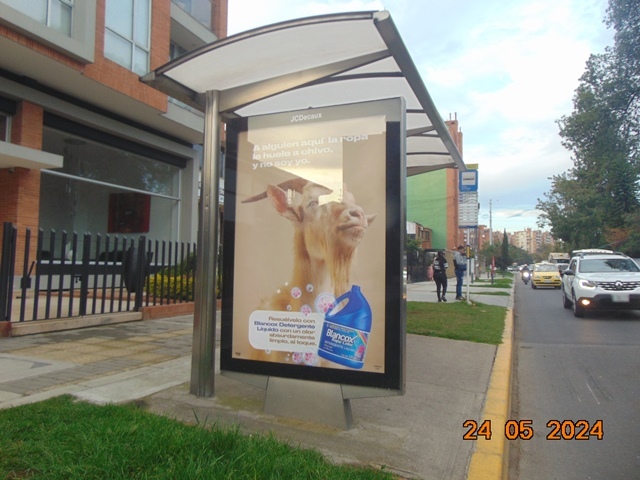 JCDecaux
A alguien aquí, la ropa
le huele a chivo,
y no soy yo.
Resuélvelo con
Blancox Detergente
Líquido con un olor
absurdamente
limpio, al toque.
Blancox
24 05 2024